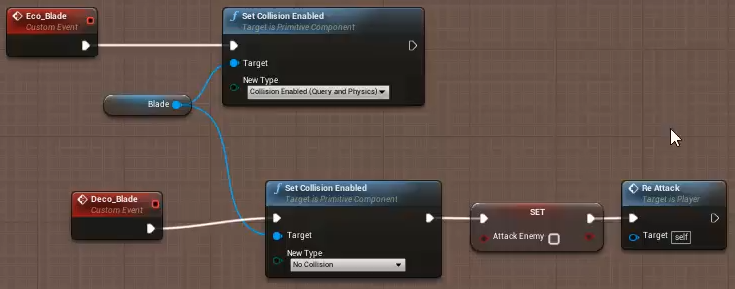 Eco_Blade
Custom Event
Set Collision Enabled
Target is Primitive Component
Target
New Type
Collision Enabled (Query and Physics)
Blade
Deco_Blade
Custom Event
Set Collision Enabled
Target is Primitive Component
Target
New Type
No Collision
SET
Attack Enemy
Re Attack
Target is Player
Target self